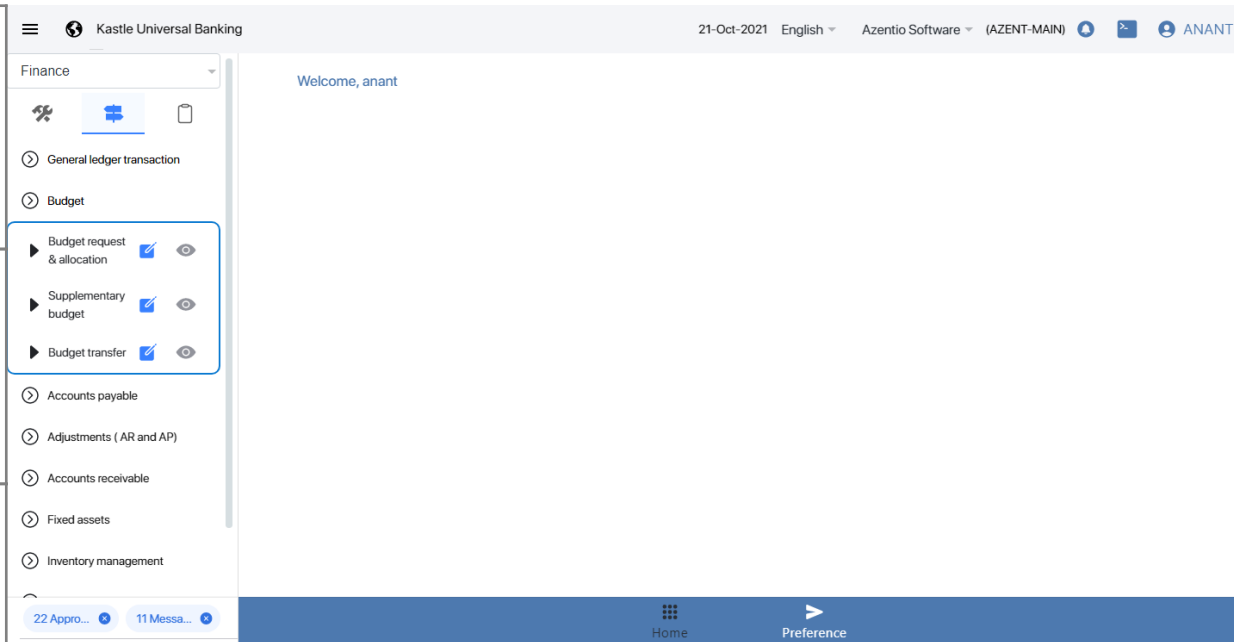 Kastle Universal Banking
21-Oct-2021 English Azentio Software (AZENT-MAIN) ANANT
Finance
Welcome, anant
General ledger transaction
Budget
Budget request
& allocation
Supplementary
budget
Budget transfer
Accounts payable
Adjustments ( AR and AP)
Accounts receivable
Fixed assets
Inventory management
22 Appro... 11 Messa...
Home Preference